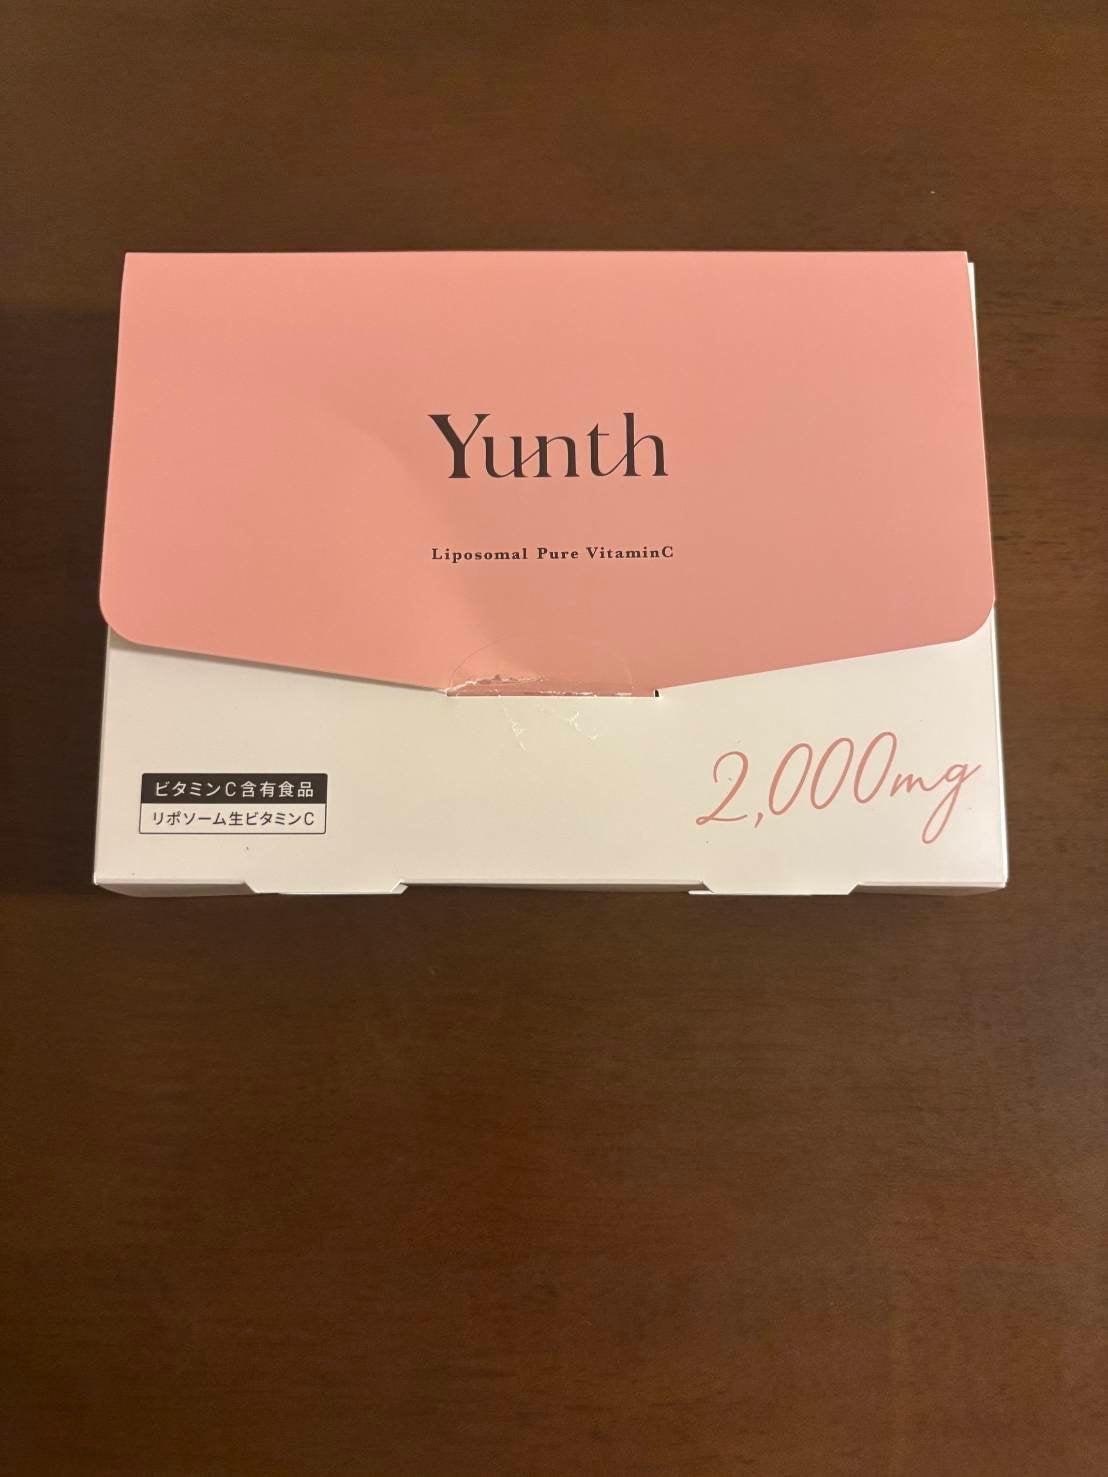 Yunth
Liposomal Pure VitaminC
2,000mg
ビタミンC含有食品
リポソーム生ビタミンC